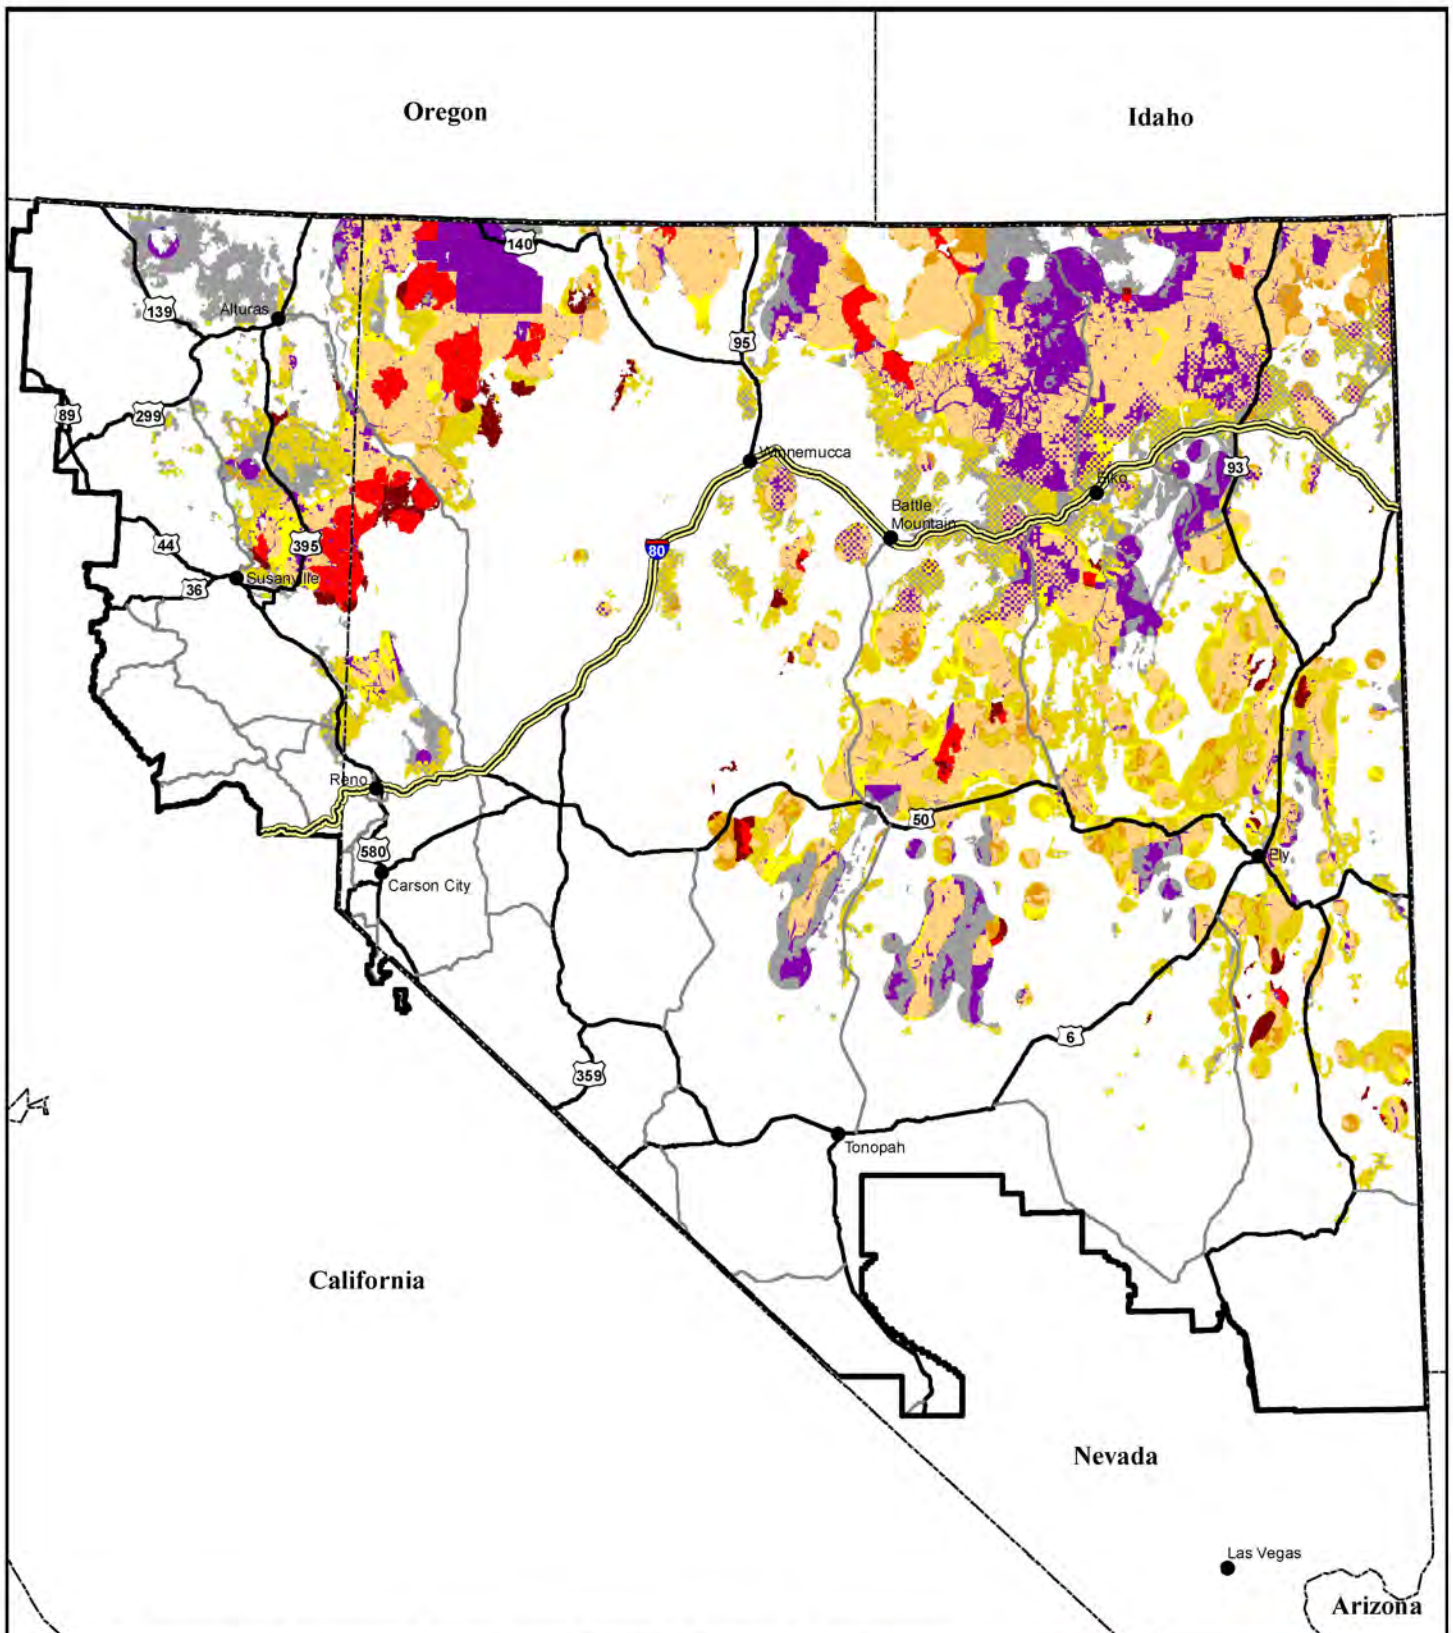 Oregon
Idaho
140
139
Alturas
95
89
299
Winnemucca
93
Elko
Battle
Mountain
44
395
80
Susanville
36
Reno
50
580
Ely
Carson City
6
359
Tonopah
California
Nevada
Las Vegas
Arizona